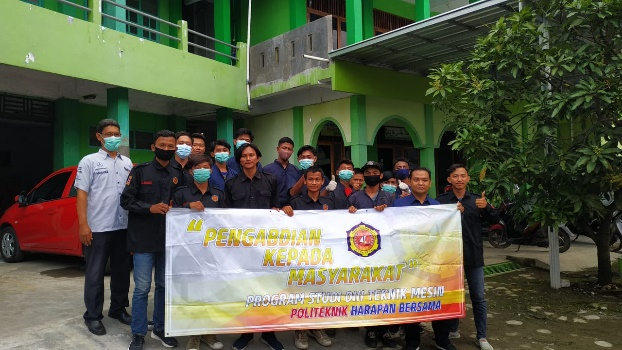 "PENGABDIAN
KEPADA
MASYARAKAT"
PROGRAM STUDI DIII TEKNIK MESIN
POLITEKNIK HARAPAN BERSAMA